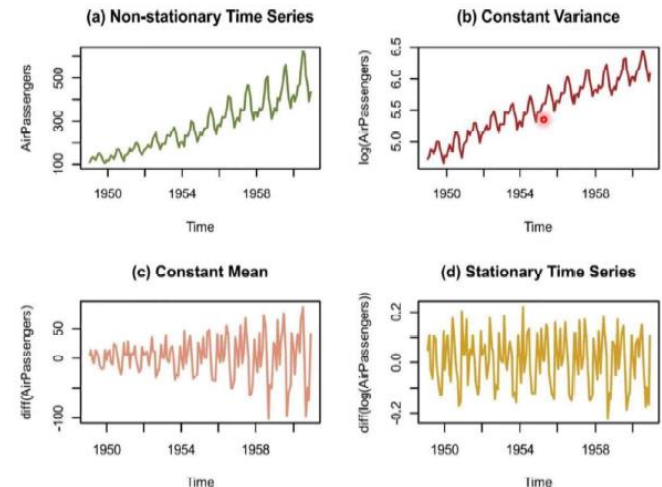 (a) Non-stationary Time Series
AirPassengers
100 300 500
1950 1954 1958
Time
(b) Constant Variance
log(AirPassengers)
5.0 5.5 6.0 6.5
1950 1954 1958
Time
(c) Constant Mean
diff(AirPassengers)
-100 0 50
1950 1954 1958
Time
(d) Stationary Time Series
diff(log(AirPassengers))
-0.2 0.0 0.2
1950 1954 1958
Time